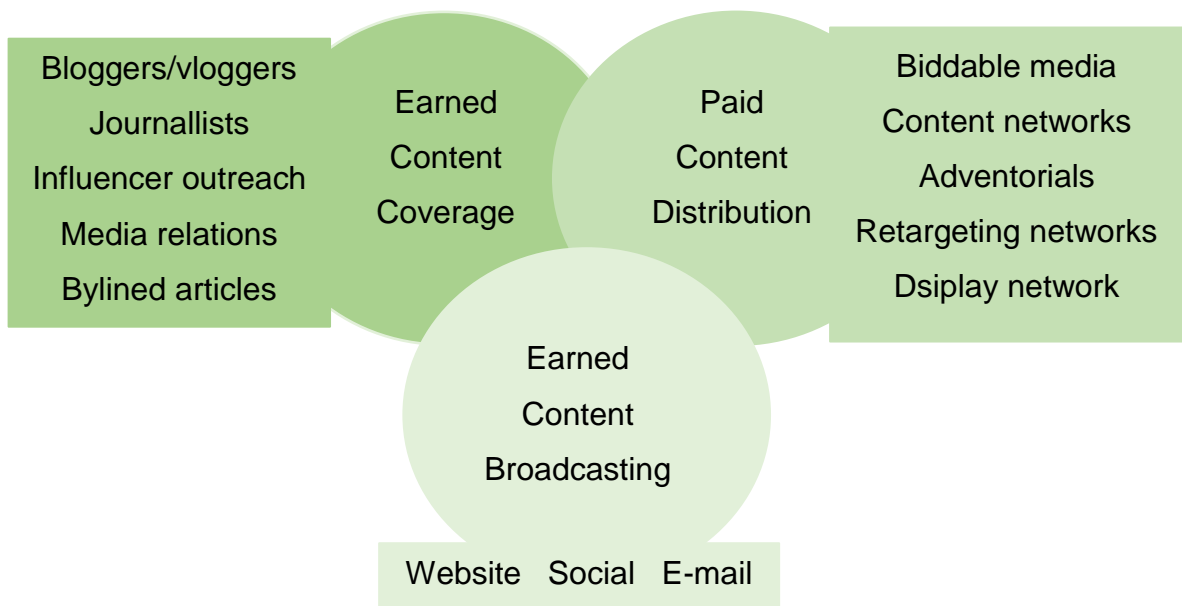 Bloggers/vloggers
Journallists
Influencer outreach
Media relations
Bylined articles
Earned
Content
Coverage
Paid
Content
Distribution
Biddable media
Content networks
Adventorials
Retargeting networks
Dsiplay network
Earned
Content
Broadcasting
Website Social E-mail